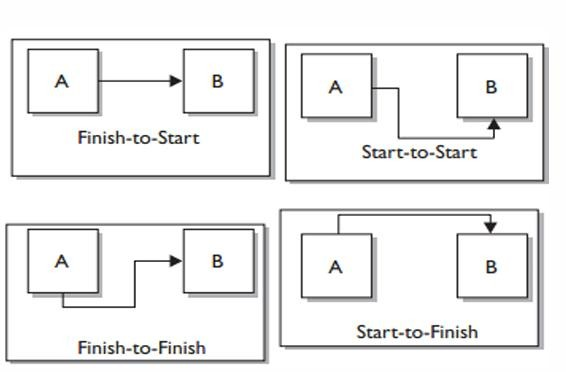 A B
Finish-to-Start
A B
Start-to-Start
A B
Finish-to-Finish
A B
Start-to-Finish